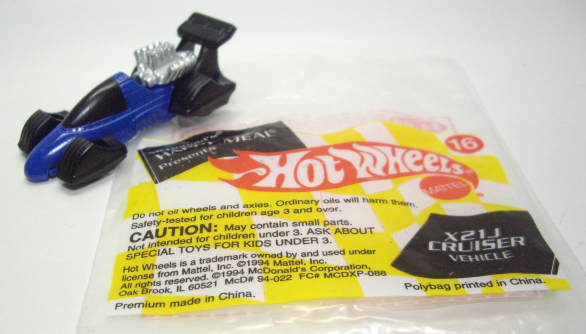 HAPPY MEAL®
Presents
Hot Wheels
16
MATTEL
Do not oil wheels and axles. Ordinary oils will harm them.
Safety-tested for children age 3 and over.
CAUTION: May contain small parts.
Not intended for children under 3. ASK ABOUT
SPECIAL TOYS FOR KIDS UNDER 3.
Hot Wheels is a trademark owned by and used under
license from Mattel, Inc. ©1994 Mattel, Inc.
All rights reserved. ©1994 McDonald's Corporation,
Oak Brook, IL 60521 McD# 94-022 FC# MCDXP-088
Premium made in China.
X21J
CRUISER
VEHICLE
Polybag printed in China.